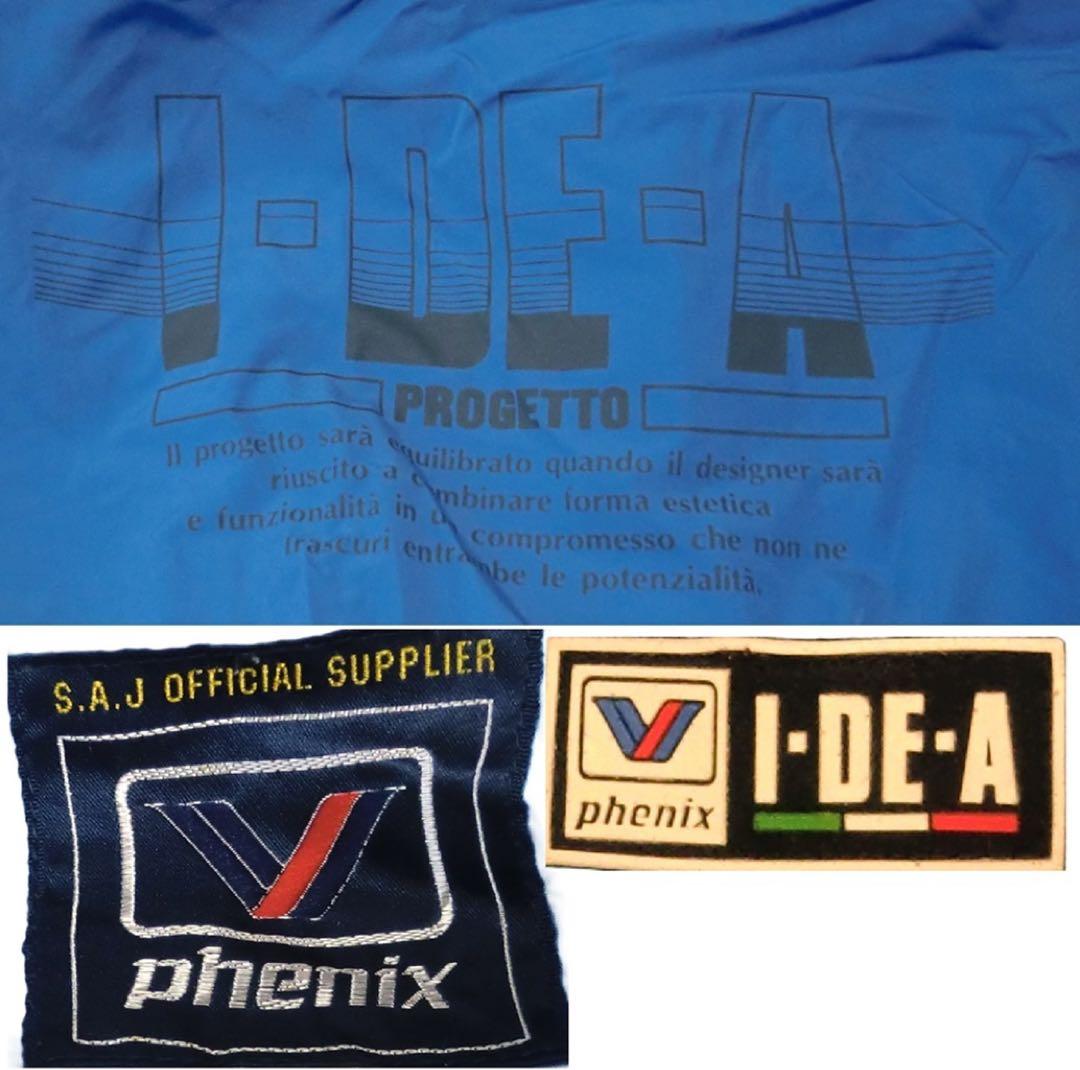 I·DE·A
PROGETTO
Il progetto sarà equilibrato quando il designer sarà
riuscito a combinare forma estetica
e funzionalità in un compromesso che non ne
trascuri entrambe le potenzialità.
S.A.J OFFICIAL SUPPLIER
phenix
phenix
I·DE·A